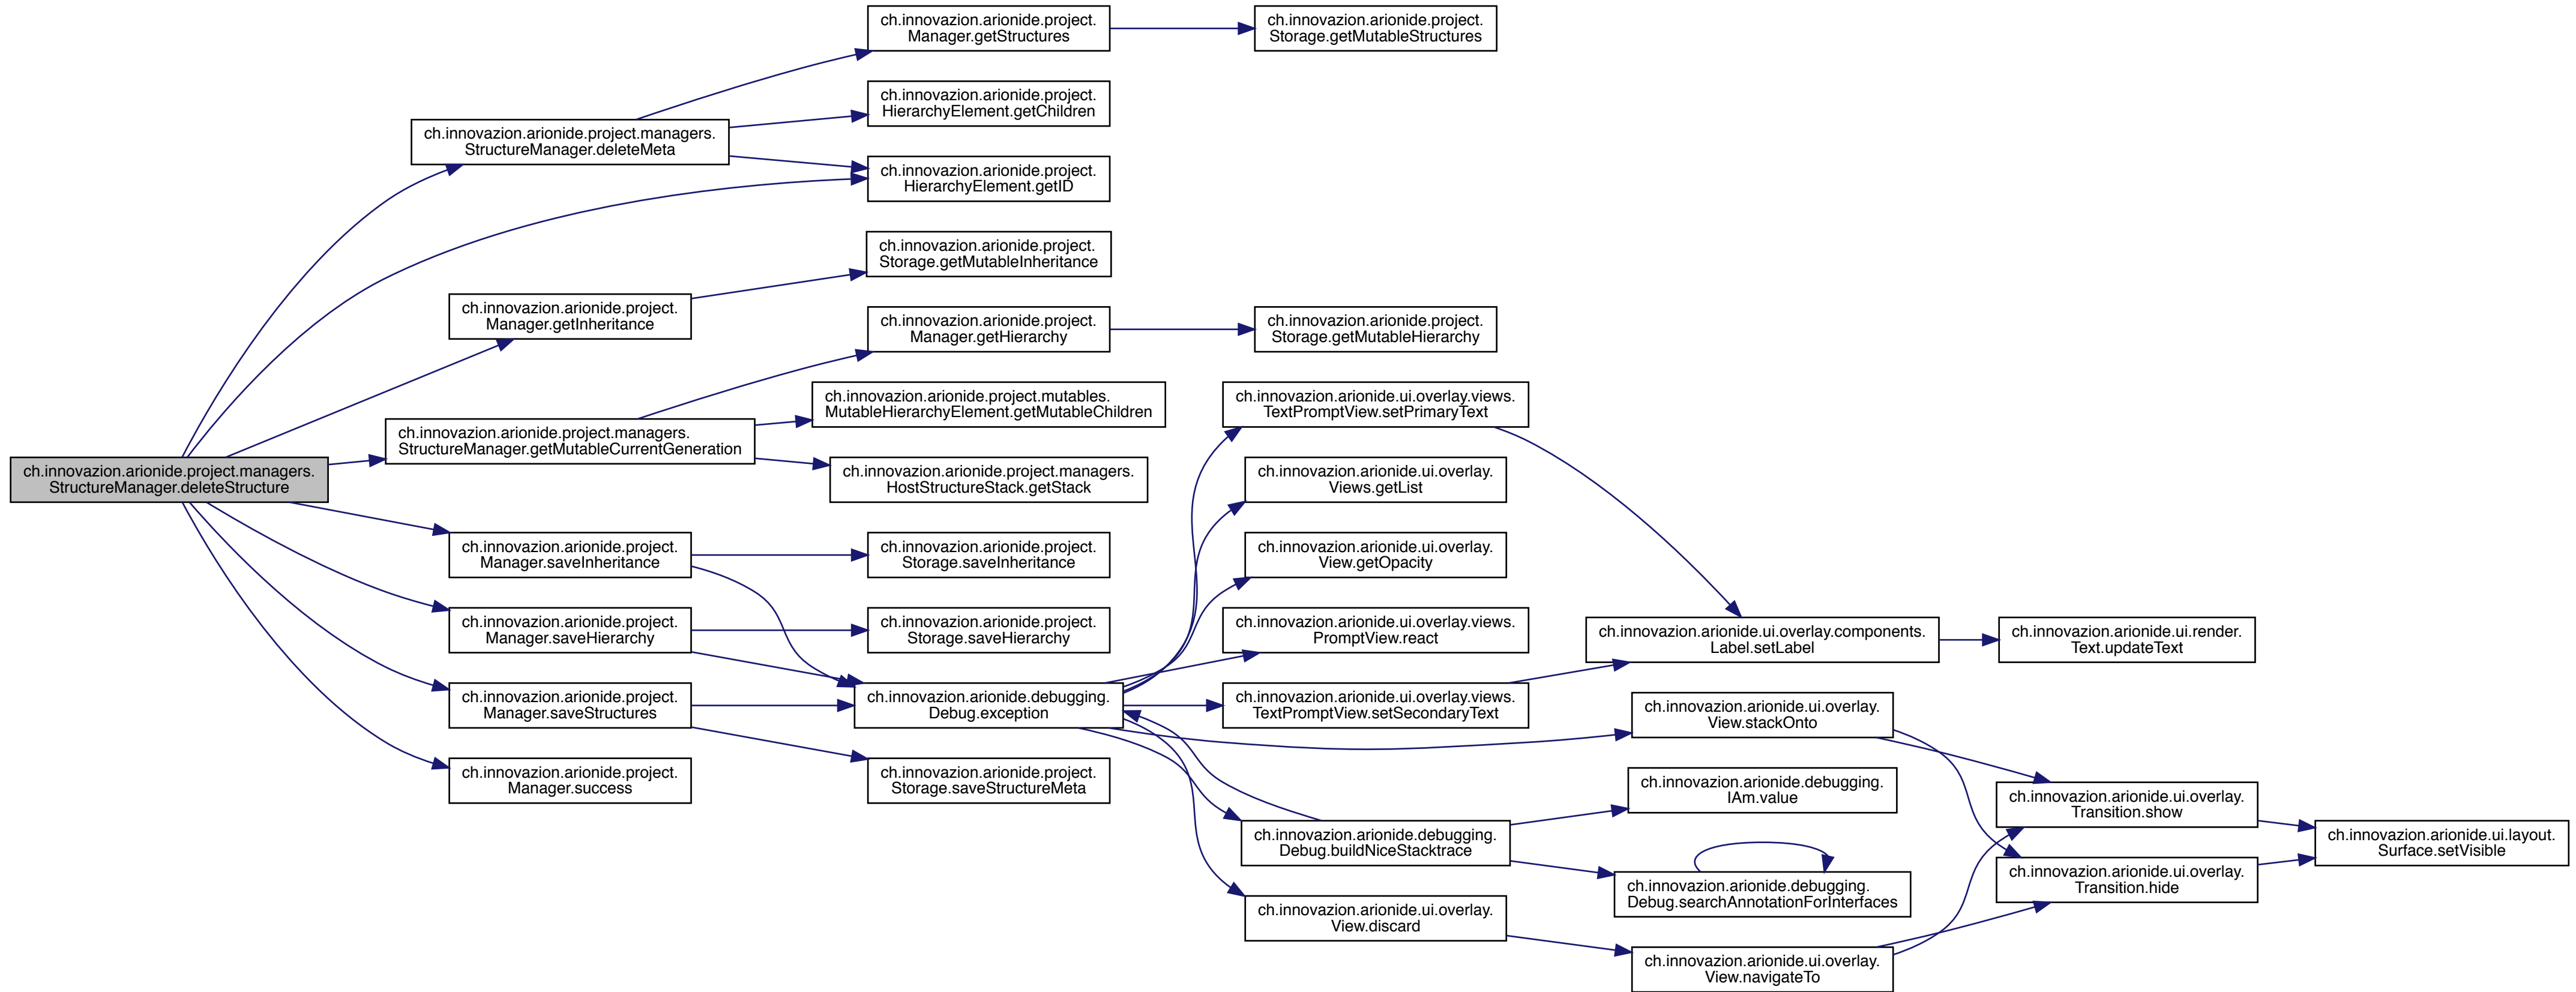 ch.innovazion.arionide.project.managers.
StructureManager.deleteStructure
ch.innovazion.arionide.project.managers.
StructureManager.deleteMeta
ch.innovazion.arionide.project.
Manager.getInheritance
ch.innovazion.arionide.project.managers.
StructureManager.getMutableCurrentGeneration
ch.innovazion.arionide.project.
Manager.saveInheritance
ch.innovazion.arionide.project.
Manager.saveHierarchy
ch.innovazion.arionide.project.
Manager.saveStructures
ch.innovazion.arionide.project.
Manager.success
ch.innovazion.arionide.project.
Manager.getStructures
ch.innovazion.arionide.project.
HierarchyElement.getChildren
ch.innovazion.arionide.project.
HierarchyElement.getID
ch.innovazion.arionide.project.
Storage.getMutableInheritance
ch.innovazion.arionide.project.
Manager.getHierarchy
ch.innovazion.arionide.project.mutables.
MutableHierarchyElement.getMutableChildren
ch.innovazion.arionide.project.managers.
HostStructureStack.getStack
ch.innovazion.arionide.project.
Storage.saveInheritance
ch.innovazion.arionide.project.
Storage.saveHierarchy
ch.innovazion.arionide.debugging.
Debug.exception
ch.innovazion.arionide.project.
Storage.saveStructureMeta
ch.innovazion.arionide.project.
Storage.getMutableStructures
ch.innovazion.arionide.project.
Storage.getMutableHierarchy
ch.innovazion.arionide.ui.overlay.views.
TextPromptView.setPrimaryText
ch.innovazion.arionide.ui.overlay.
Views.getList
ch.innovazion.arionide.ui.overlay.
View.getOpacity
ch.innovazion.arionide.ui.overlay.views.
PromptView.react
ch.innovazion.arionide.ui.overlay.views.
TextPromptView.setSecondaryText
ch.innovazion.arionide.debugging.
Debug.buildNiceStacktrace
ch.innovazion.arionide.ui.overlay.
View.discard
ch.innovazion.arionide.ui.overlay.components.
Label.setLabel
ch.innovazion.arionide.ui.overlay.
View.stackOnto
ch.innovazion.arionide.debugging.
IAm.value
ch.innovazion.arionide.debugging.
Debug.searchAnnotationForInterfaces
ch.innovazion.arionide.ui.overlay.
View.navigateTo
ch.innovazion.arionide.ui.render.
Text.updateText
ch.innovazion.arionide.ui.overlay.
Transition.show
ch.innovazion.arionide.ui.overlay.
Transition.hide
ch.innovazion.arionide.ui.layout.
Surface.setVisible